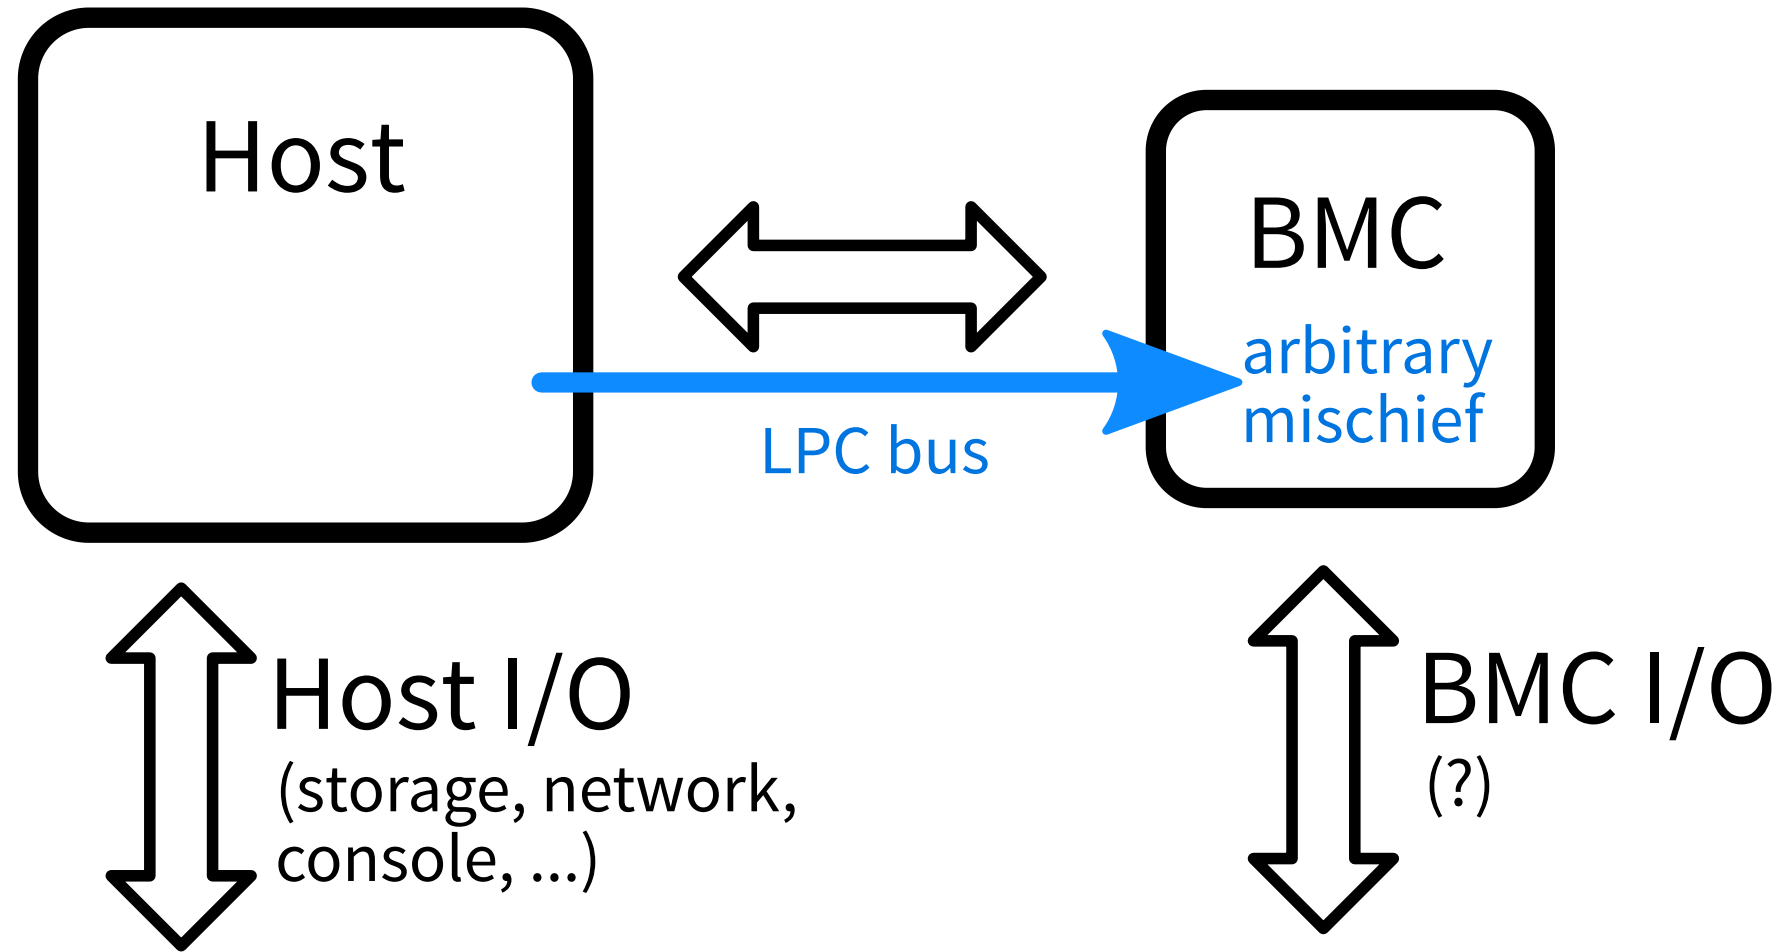 Host
BMC
arbitrary
mischief
LPC bus
Host I/O
(storage, network,
console, ...)
BMC I/O
(?)